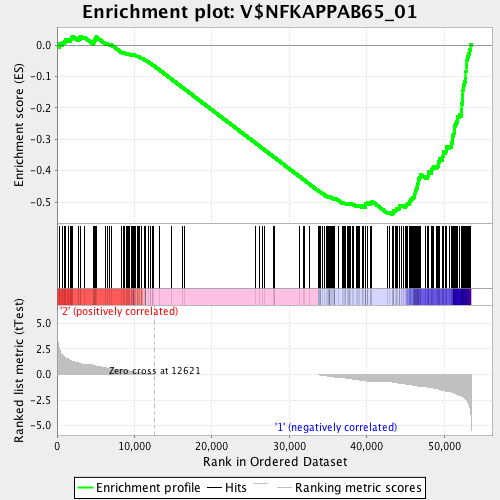 Enrichment plot: V$NFKAPPAB65_01
Enrichment score (ES)
0.0
-0.1
-0.2
-0.3
-0.4
-0.5
'2' (positively correlated)
Ranked list metric (tTest)
5.0
2.5
0.0
-2.5
-5.0
Zero cross at 12621
'1' (negatively correlated)
0
10,000
20,000
30,000
40,000
50,000
Rank in Ordered Dataset
Enrichment profile
Hits
Ranking metric scores